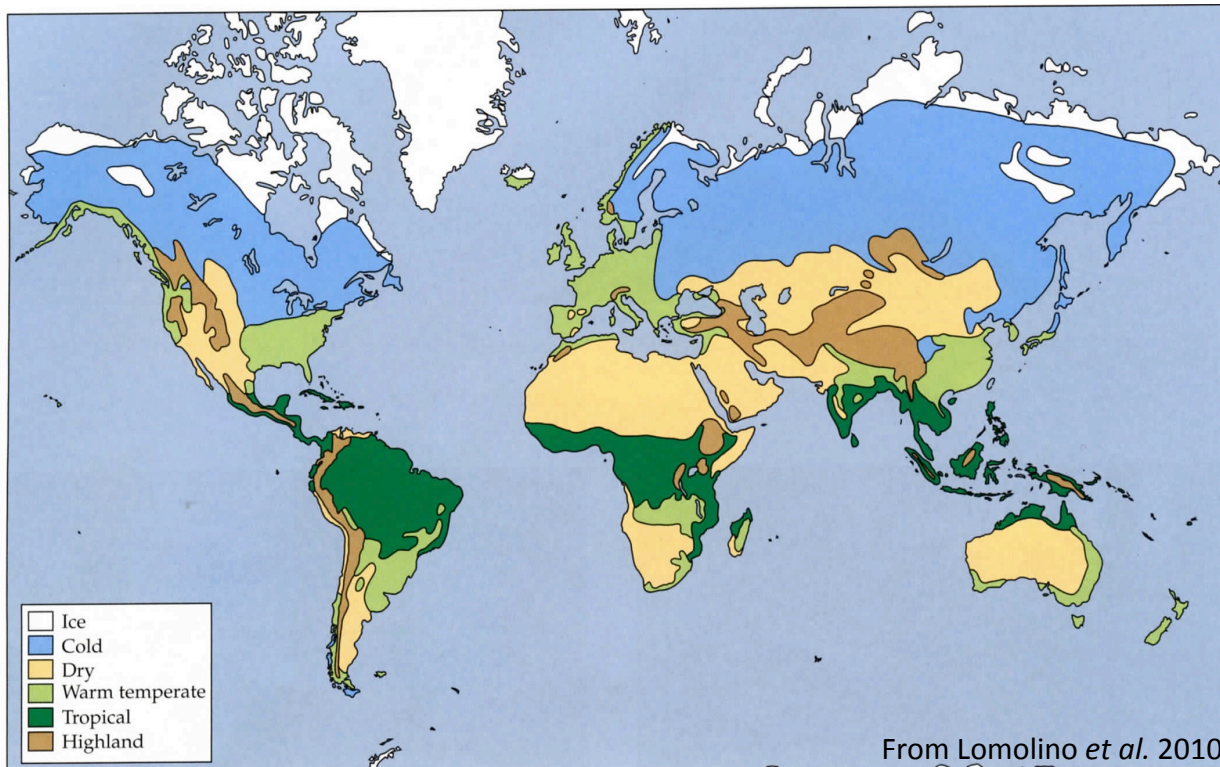 Ice
Cold
Dry
Warm temperate
Tropical
Highland
From Lomolino et al. 2010